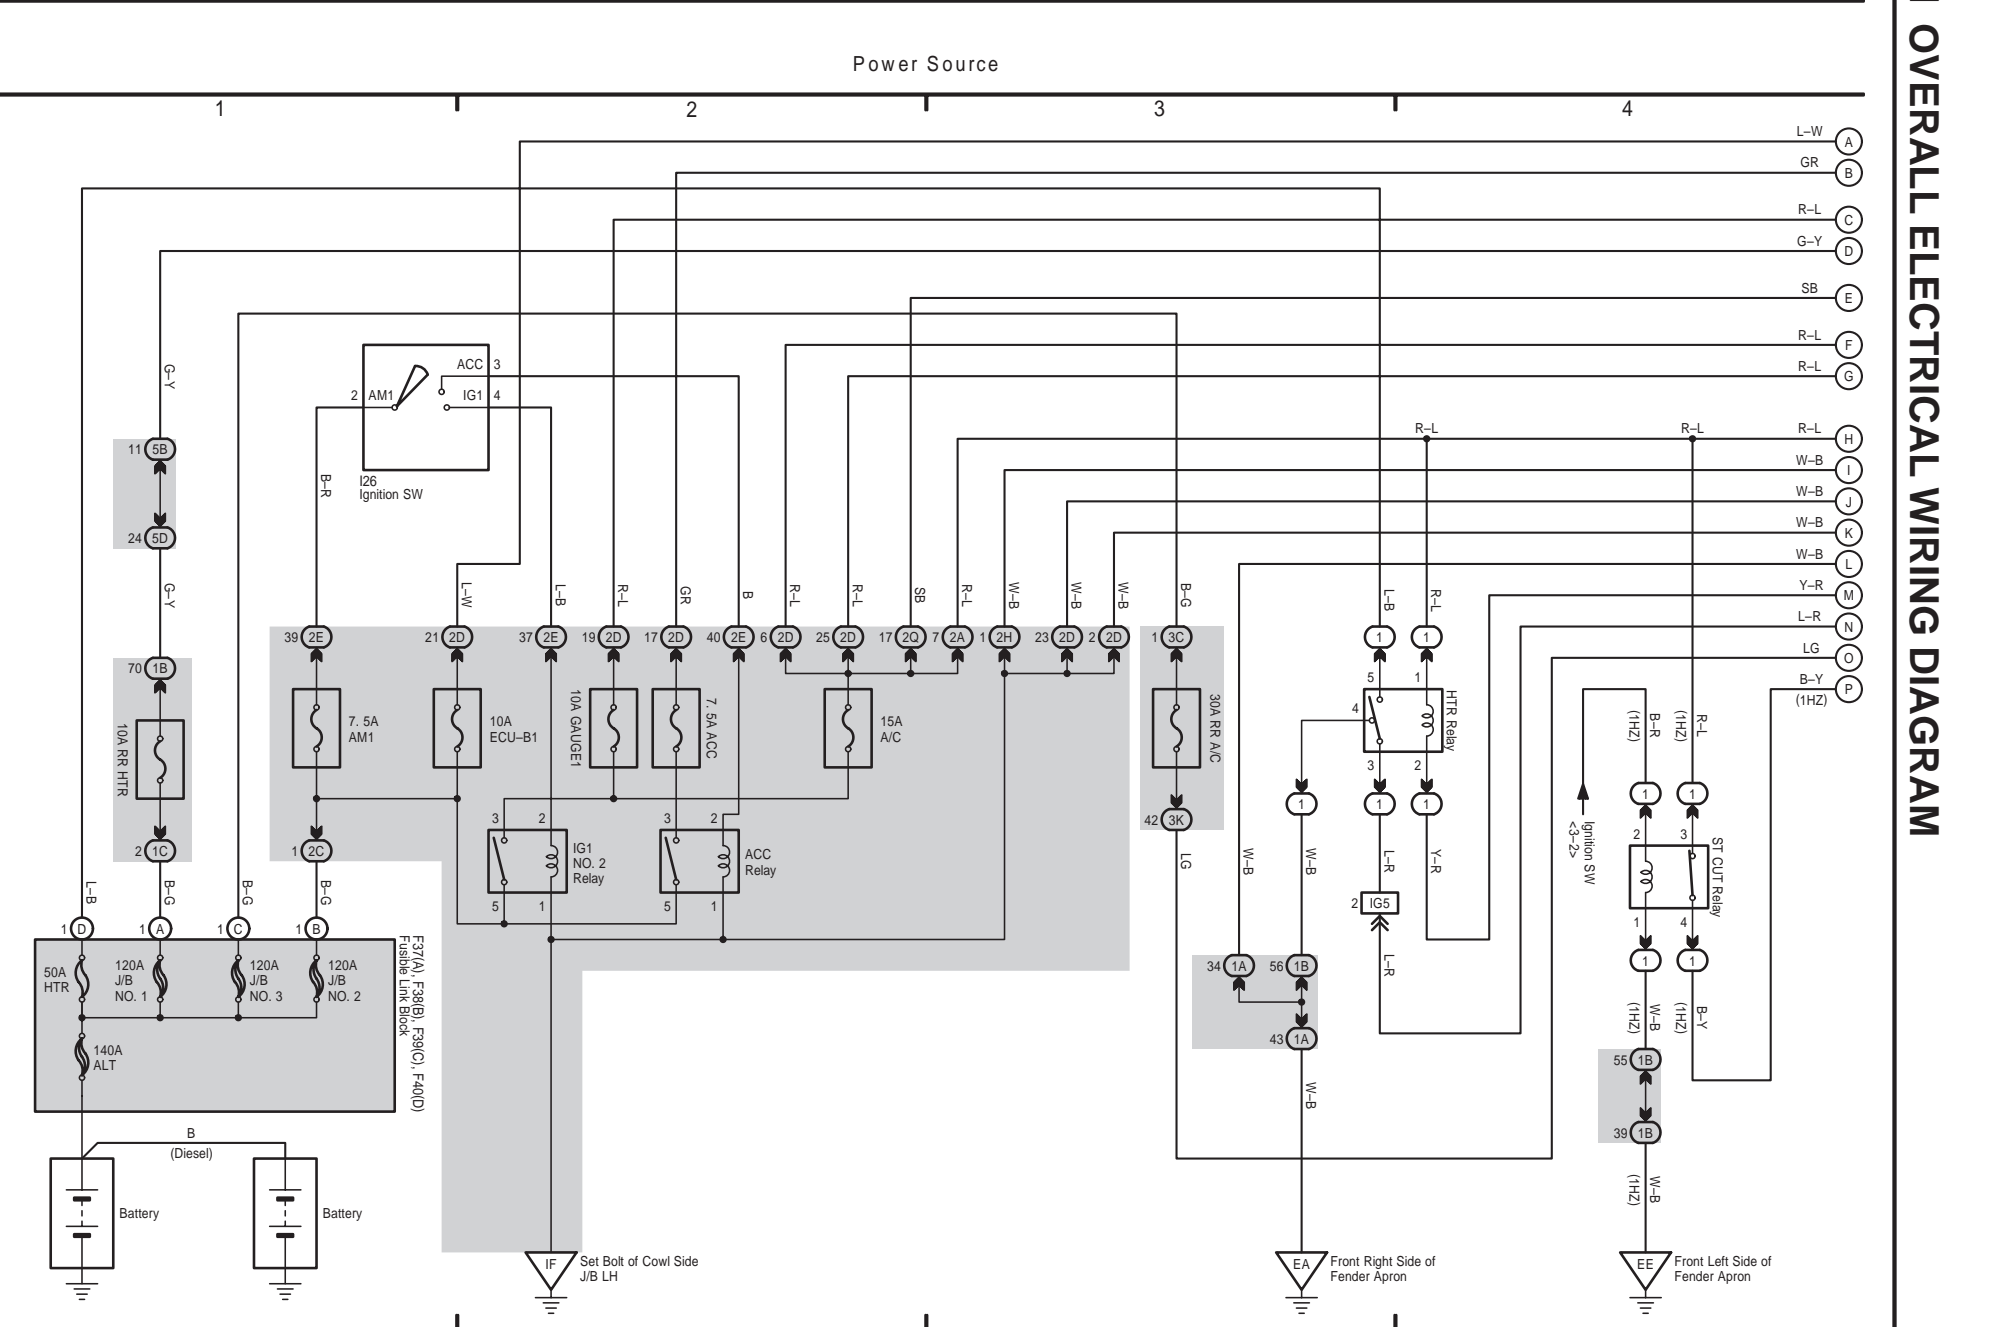 OVERALL ELECTRICAL WIRING DIAGRAM
Power Source
1
2
3
4
L–W
A
GR
B
R–L
C
G–Y
D
SB
E
R–L
F
R–L
G
R–L
R–L
R–L
H
W–B
I
W–B
J
W–B
K
W–B
L
Y–R
M
L–R
N
LG
O
B–Y
(1HZ)
P
G–Y
11 5B
24 5D
G–Y
70 1B
10A RR HTR
2 1C
2 AM1
ACC 3
IG1 4
I26
Ignition SW
B–R
L–W
L–B
R–L
GR
B
R–L
R–L
SB
R–L
W–B
W–B
W–B
B–G
L–B
R–L
39 2E
21 2D
37 2E
19 2D
17 2D
40 2E
6 2D
25 2D
17 2Q
7 2A
1 2H
23 2D
2 2D
1 3C
1
1
7. 5A
AM1
10A
ECU–B1
10A GAUGE1
7. 5A ACC
15A
A/C
30A RR A/C
42 3K
LG
5
1
4
HTR Relay
3
2
1
1
1
B–R
(1HZ)
R–L
(1HZ)
Ignition SW
<3–2>
1
1
2
3
ST CUT Relay
1
4
1
1
3
2
IG1
NO. 2
Relay
5
1
3
2
ACC
Relay
5
1
1 2C
L–B
B–G
B–G
B–G
1 D
1 A
1 C
1 B
50A
HTR
120A
J/B
NO. 1
120A
J/B
NO. 3
120A
J/B
NO. 2
140A
ALT
F37(A), F38(B), F39(C), F40(D)
Fusible Link Block
W–B
W–B
L–R
Y–R
2 IG5
L–R
34 1A
56 1B
43 1A
W–B
W–B
(1HZ)
B–Y
(1HZ)
55 1B
39 1B
W–B
(1HZ)
B
(Diesel)
Battery
Battery
IF
Set Bolt of Cowl Side
J/B LH
EA
Front Right Side of
Fender Apron
EE
Front Left Side of
Fender Apron